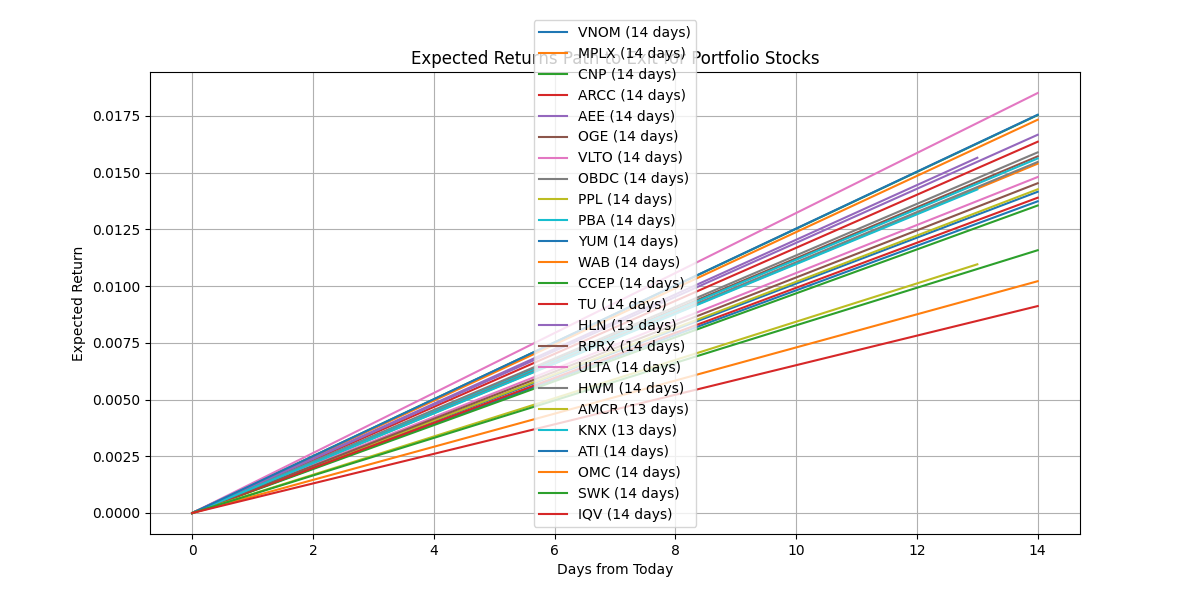 Expected Returns Path to Exit for Portfolio Stocks
VNOM (14 days)
MPLX (14 days)
CNP (14 days)
ARCC (14 days)
AEE (14 days)
OGE (14 days)
VLTO (14 days)
OBDC (14 days)
PPL (14 days)
PBA (14 days)
YUM (14 days)
WAB (14 days)
CCEP (14 days)
TU (14 days)
HLN (13 days)
RPRX (14 days)
ULTA (14 days)
HWM (14 days)
AMCR (13 days)
KNX (13 days)
ATI (14 days)
OMC (14 days)
SWK (14 days)
IQV (14 days)
Expected Return
0.0175
0.0150
0.0125
0.0100
0.0075
0.0050
0.0025
0.0000
0 2 4 6 8 10 12 14
Days from Today